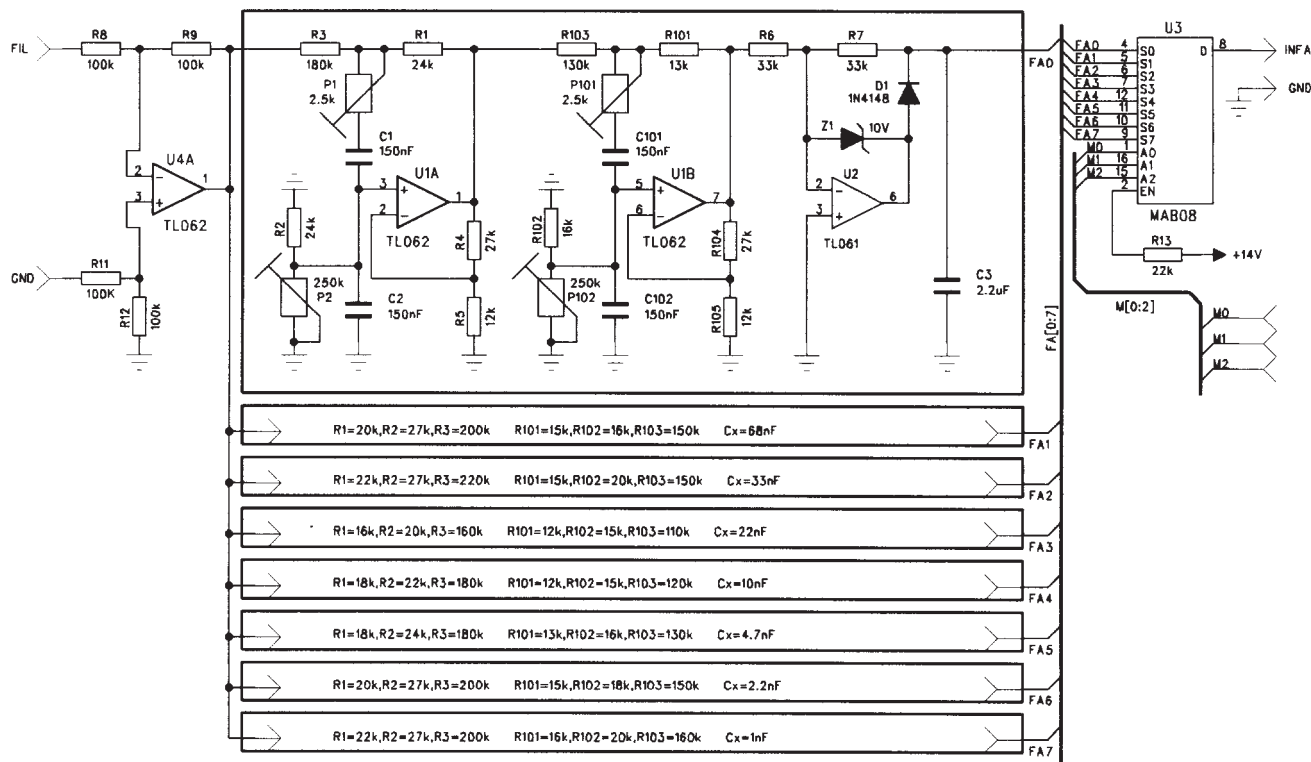 FIL
R8
100k
R9
100k
R3
180k
R1
24k
R103
130k
R101
13k
R6
33k
R7
33k
P1
2.5k
P101
2.5k
D1
1N4148
Z1
10V
C1
150nF
C101
150nF
U4A
2
3
1
TL062
U1A
3
2
1
TL062
U1B
5
6
7
TL062
U2
2
3
6
TL061
R2
24k
R4
27k
R102
16k
R104
27k
250k
P2
C2
150nF
R5
12k
250k
P102
C102
150nF
R105
12k
C3
2.2uF
GND
R11
100K
R12
100k
FA0
FA[0:7]
U3
FA0 4 S0 D 8 INFA
FA1 5 S1
FA2 6 S2
FA3 7 S3
FA4 12 S4
FA5 11 S5
FA6 10 S6
FA7 9 S7
M0 1 A0
M1 16 A1
M2 15 A2
2 EN
GND
MAB08
R13
22k
+14V
M[0:2]
M0
M1
M2
R1=20k,R2=27k,R3=200k R101=15k,R102=16k,R103=150k Cx=68nF
FA1
R1=22k,R2=27k,R3=220k R101=15k,R102=20k,R103=150k Cx=33nF
FA2
R1=16k,R2=20k,R3=160k R101=12k,R102=15k,R103=110k Cx=22nF
FA3
R1=18k,R2=22k,R3=180k R101=12k,R102=15k,R103=120k Cx=10nF
FA4
R1=18k,R2=24k,R3=180k R101=13k,R102=16k,R103=130k Cx=4.7nF
FA5
R1=20k,R2=27k,R3=200k R101=15k,R102=18k,R103=150k Cx=2.2nF
FA6
R1=22k,R2=27k,R3=200k R101=16k,R102=20k,R103=160k Cx=1nF
FA7